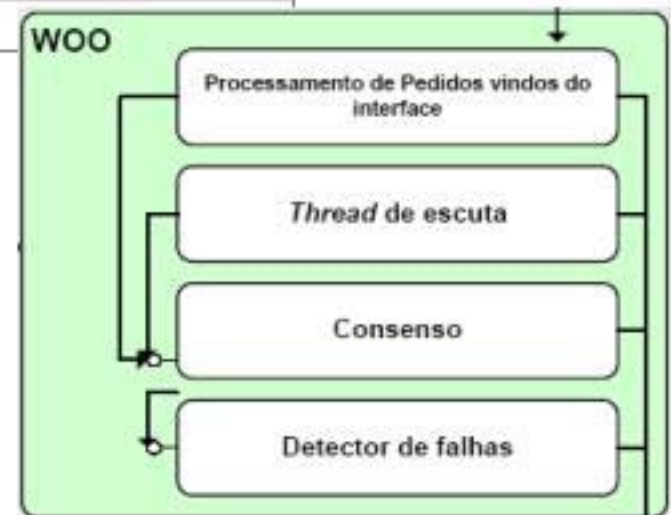 WOO
Processamento de Pedidos vindos do
interface
Thread de escuta
Consenso
Detector de falhas